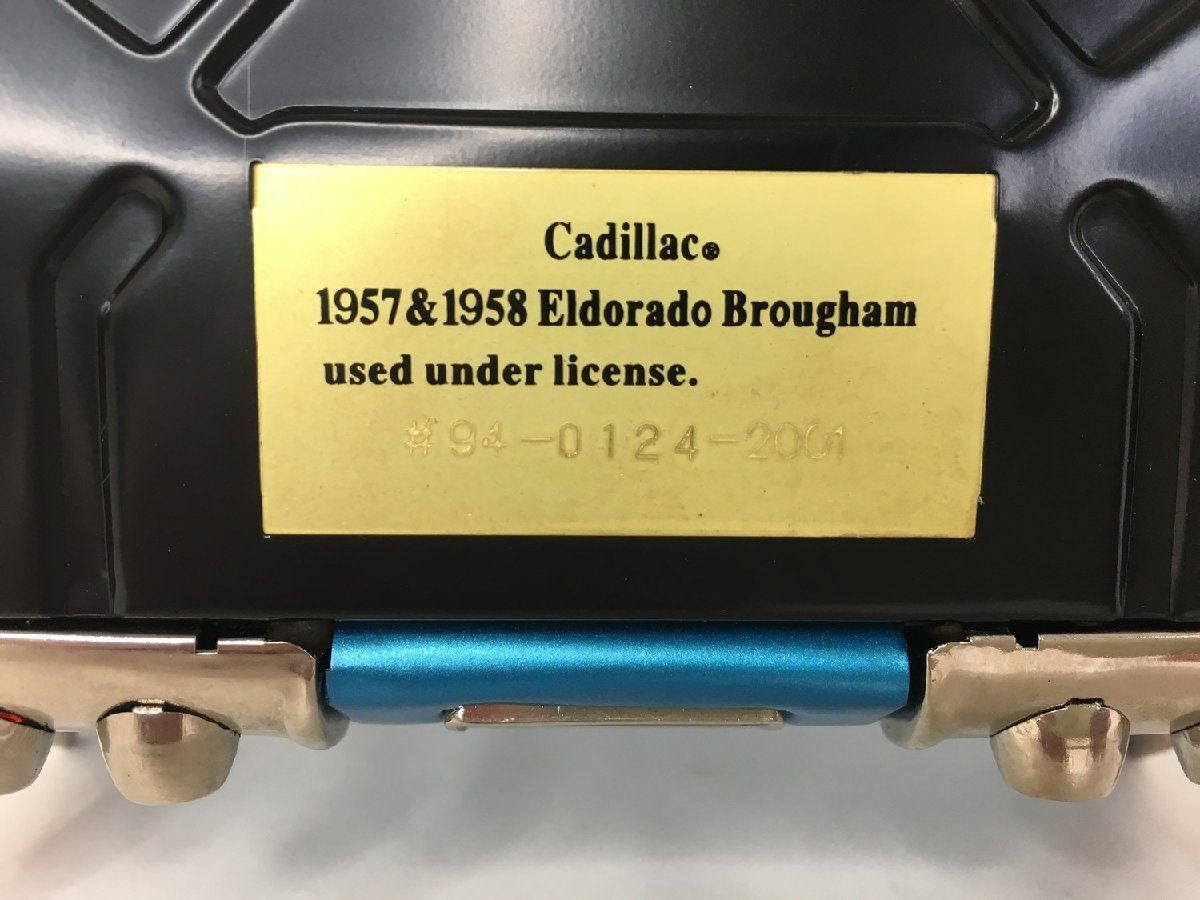 Cadillac®
1957&1958 Eldorado Brougham
used under license.
#94-0124-2001